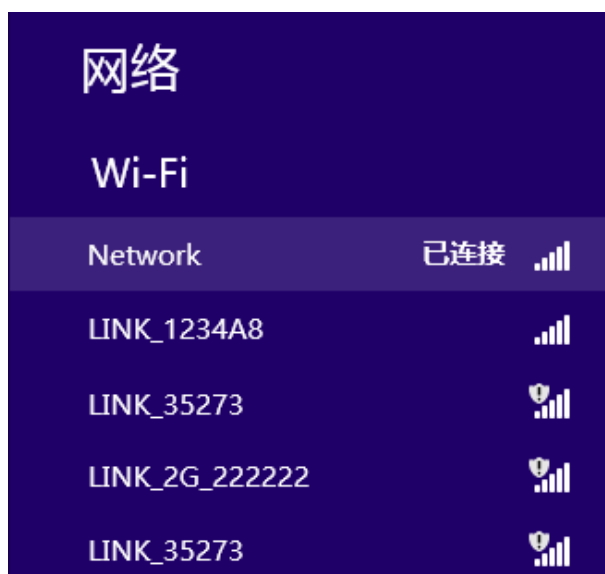 网络
Wi-Fi
Network 已连接
LINK_1234A8
LINK_35273
LINK_2G_222222
LINK_35273